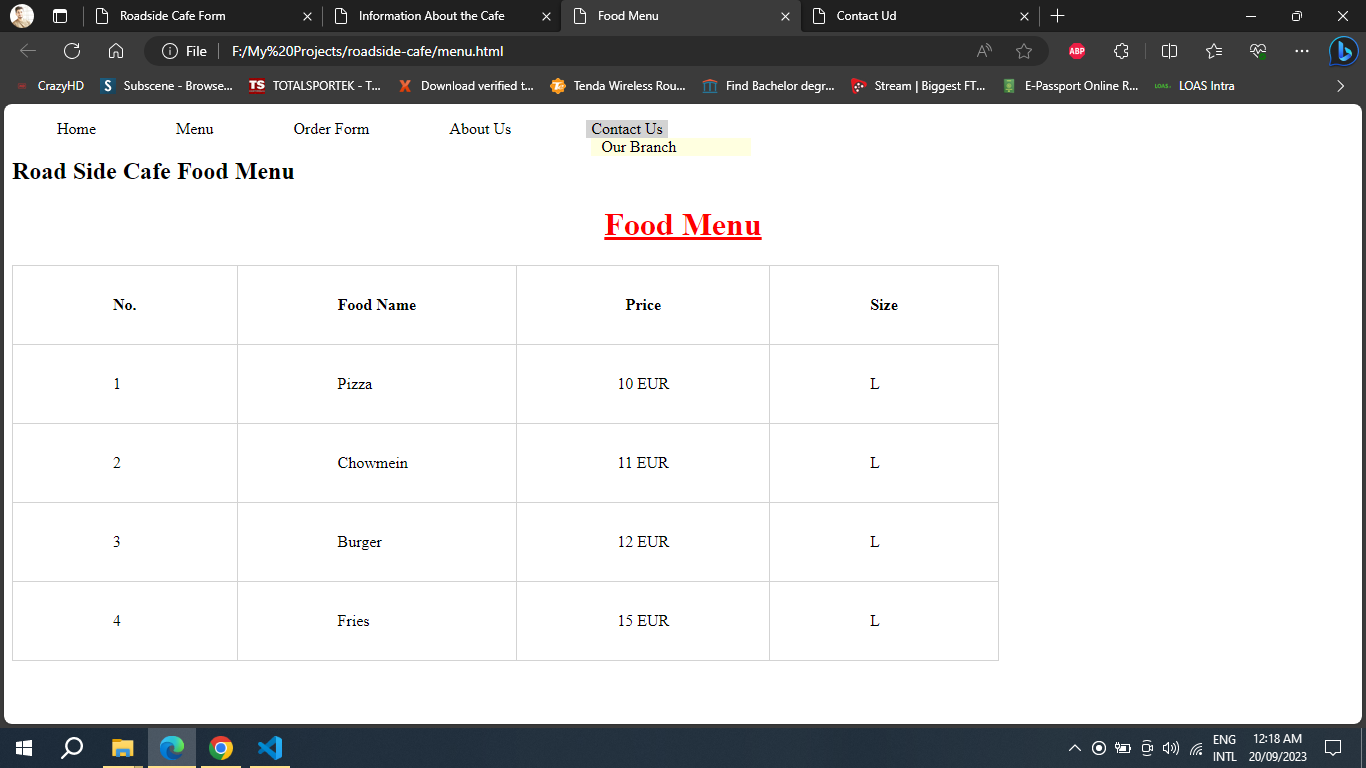 Roadside Cafe Form
Information About the Cafe
Food Menu
Contact Ud
File
F:/My%20Projects/roadside-cafe/menu.html
ABP
CrazyHD
S Subscene - Browse...
TS TOTALSPORTEK - T...
X Download verified t...
Tenda Wireless Rou...
Find Bachelor degr...
Stream | Biggest FT...
E-Passport Online R...
LOAS LOAS Intra
Home Menu Order Form About Us Contact Us
Our Branch
Road Side Cafe Food Menu
Food Menu
No. Food Name Price Size
1 Pizza 10 EUR L
2 Chowmein 11 EUR L
3 Burger 12 EUR L
4 Fries 15 EUR L
ENG
INTL
12:18 AM
20/09/2023